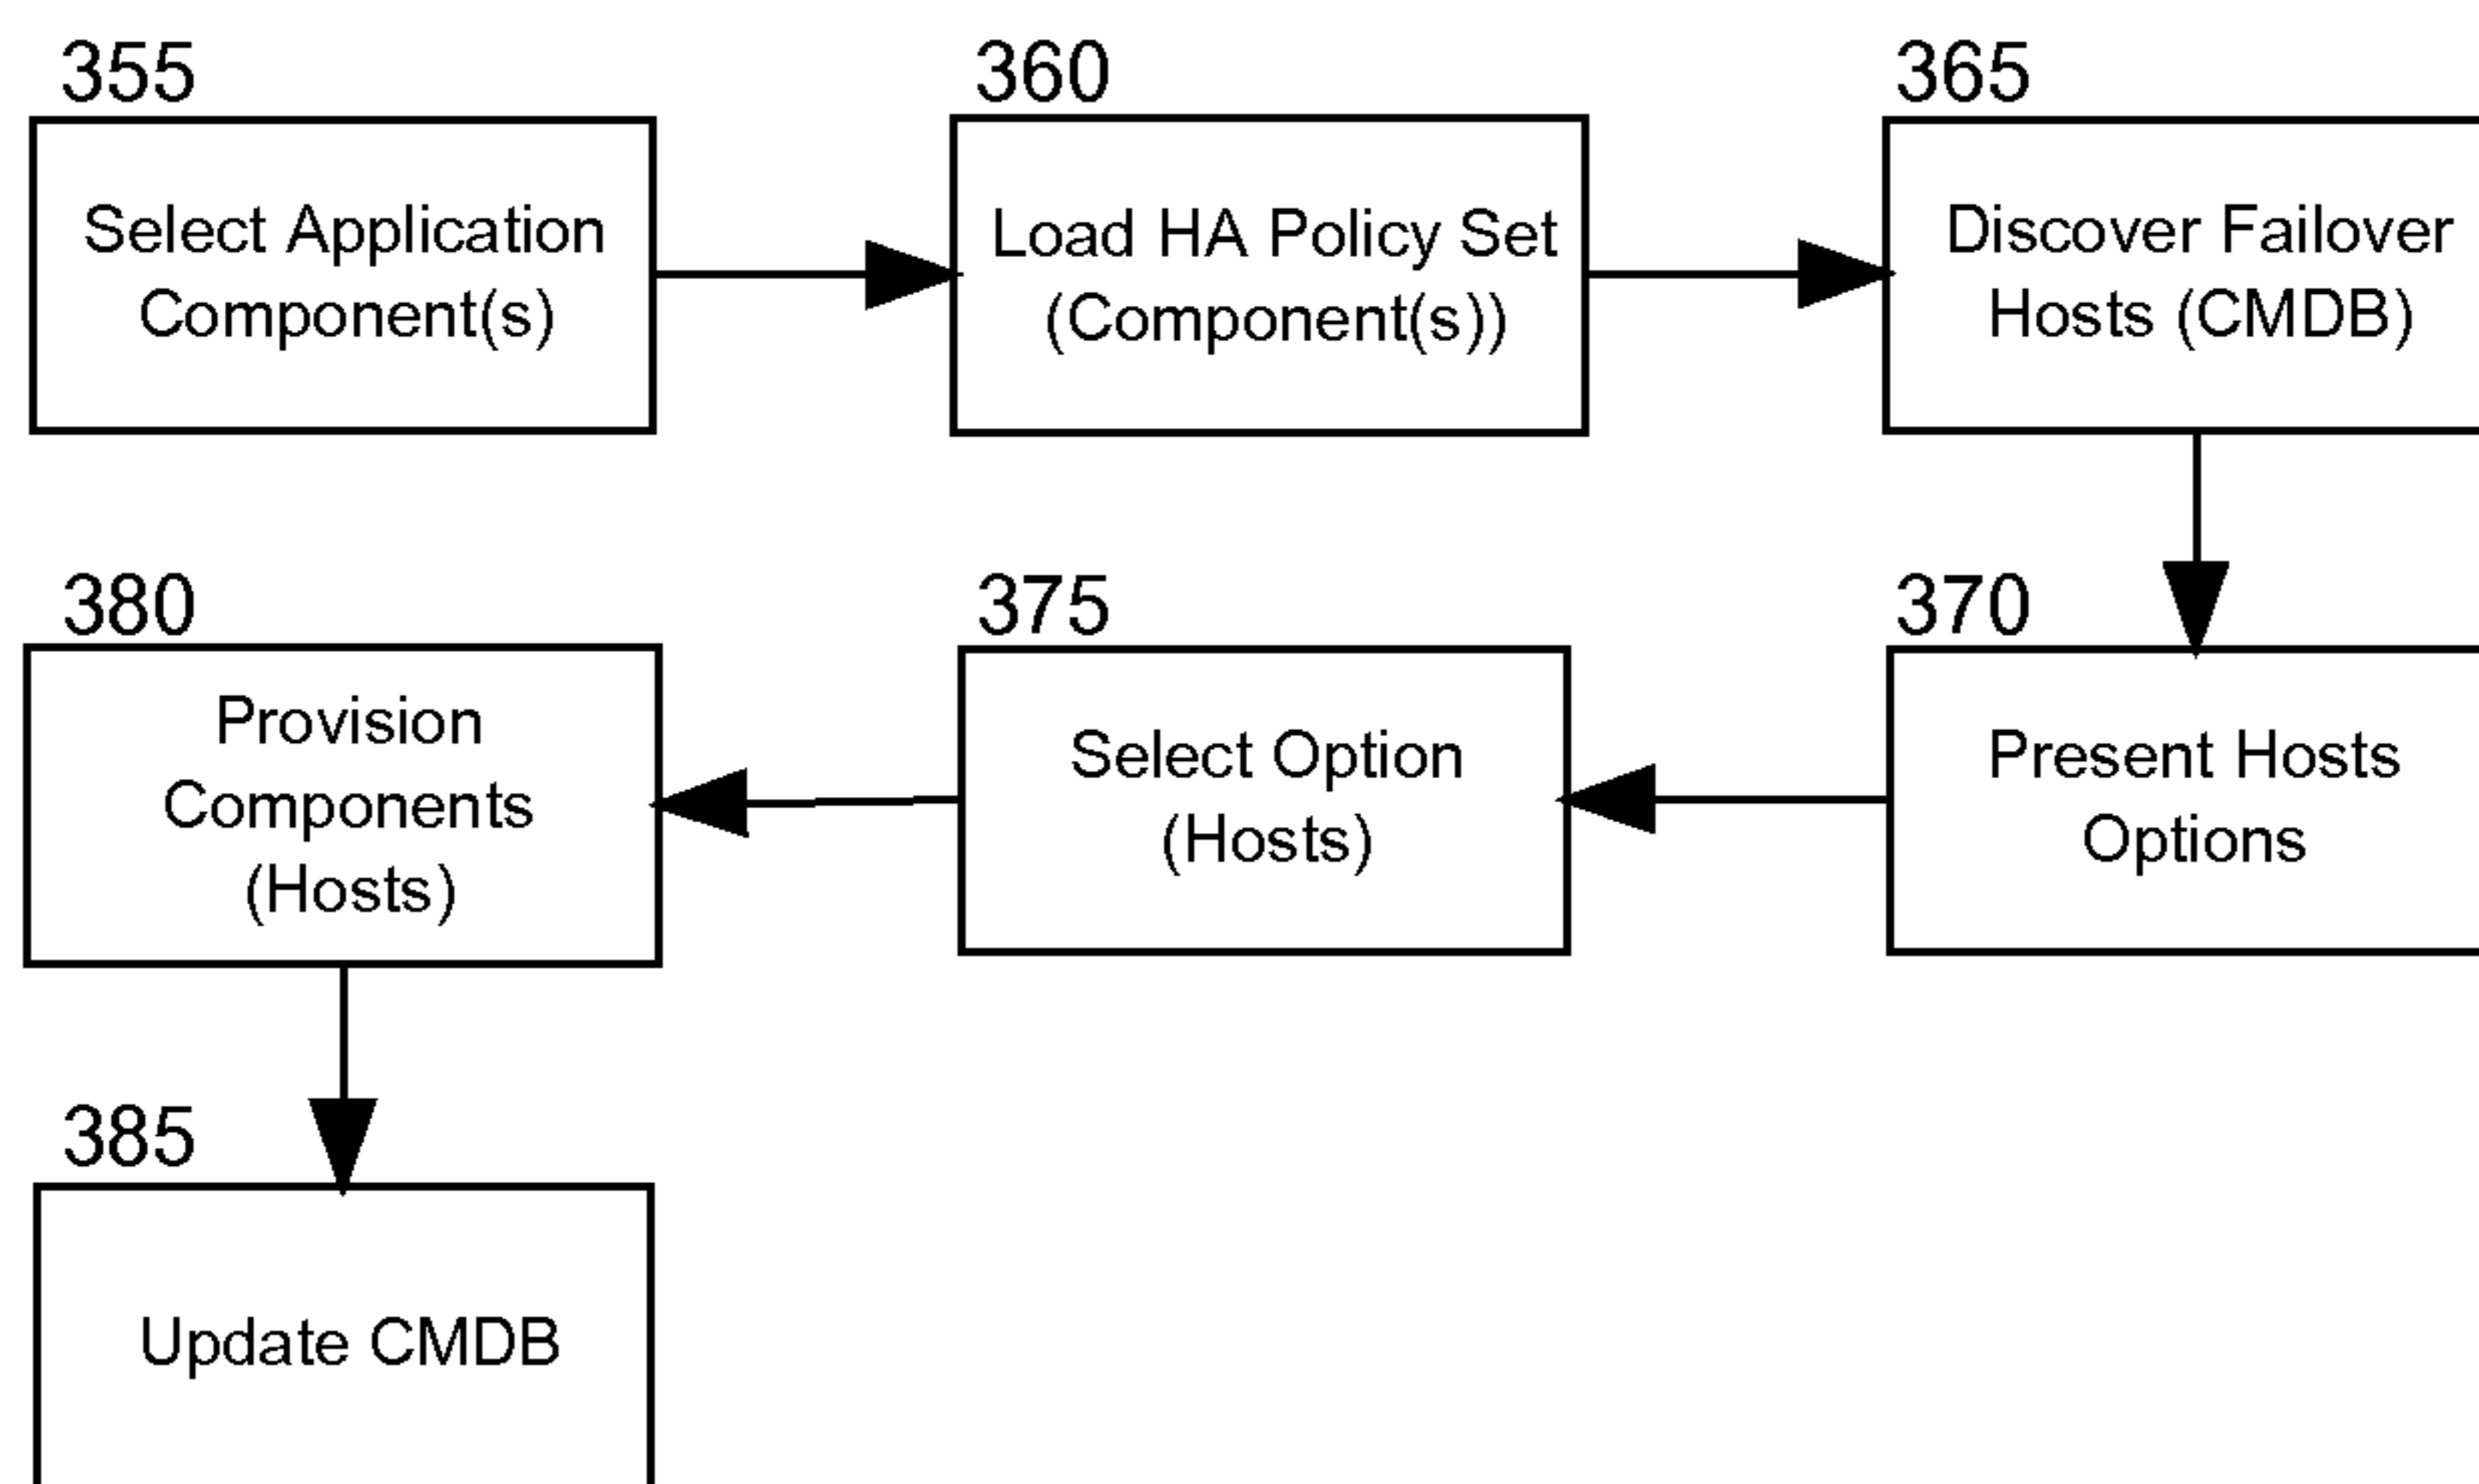 355
Select Application
Component(s)
360
Load HA Policy Set
(Component(s))
365
Discover Failover
Hosts (CMDB)
380
Provision
Components
(Hosts)
375
Select Option
(Hosts)
370
Present Hosts
Options
385
Update CMDB